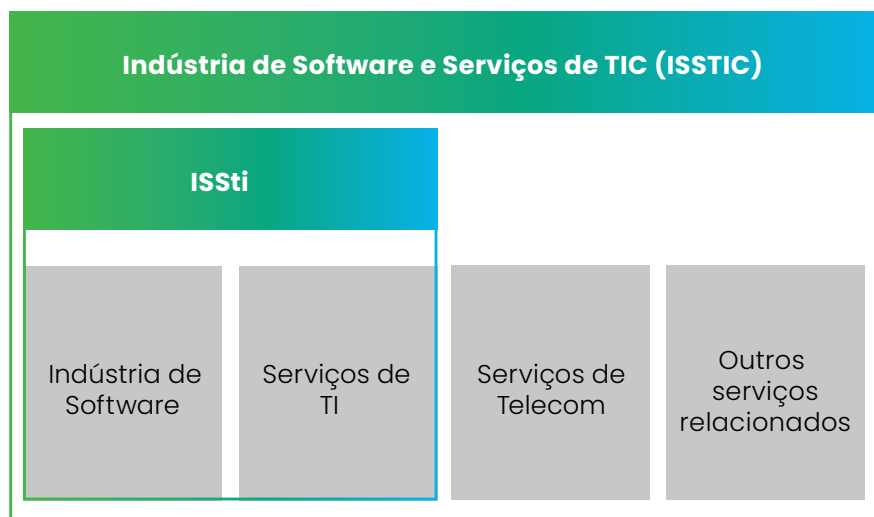 Indústria de Software e Serviços de TIC (ISSTIC)
ISSti
Indústria de
Software
Serviços de
TI
Serviços de
Telecom
Outros
serviços
relacionados